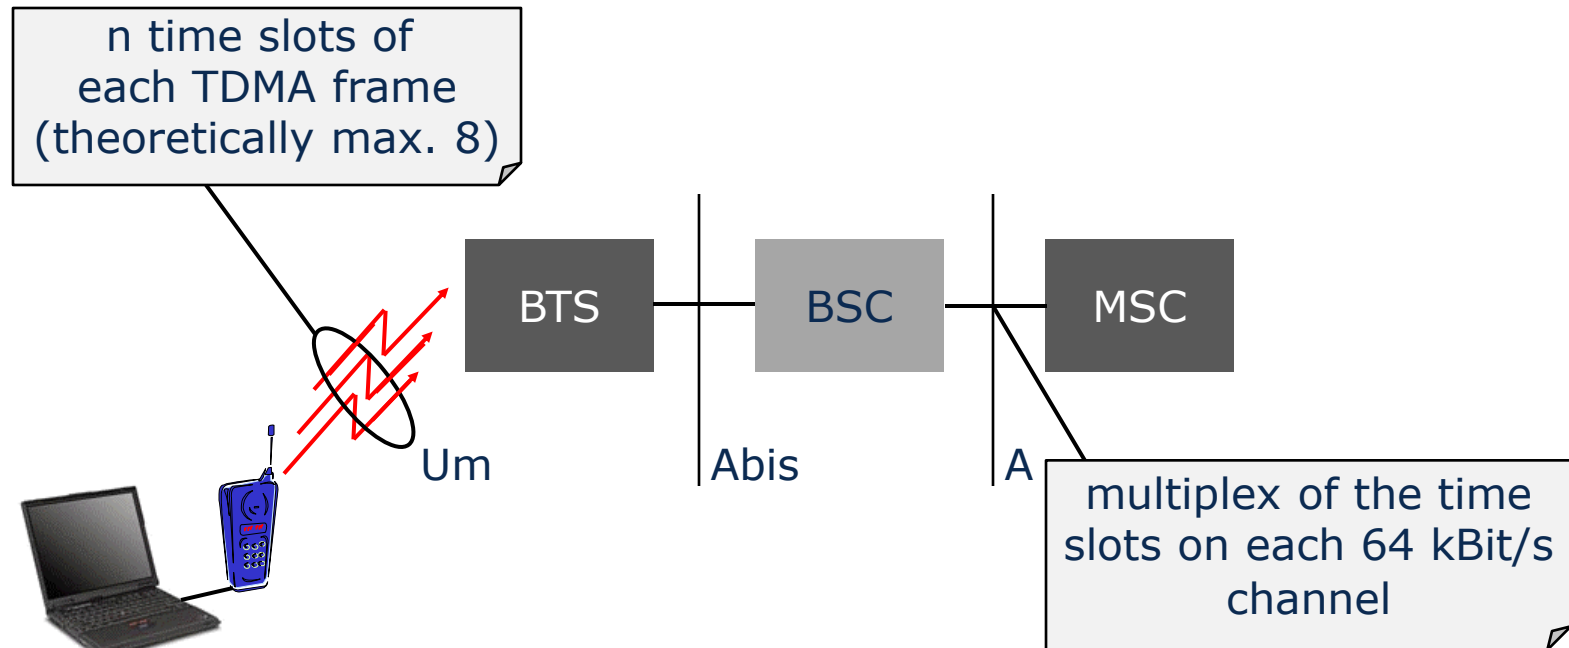 n time slots of
each TDMA frame
(theoretically max. 8)
BTS
BSC
MSC
Um
Abis
A
multiplex of the time
slots on each 64 kBit/s
channel